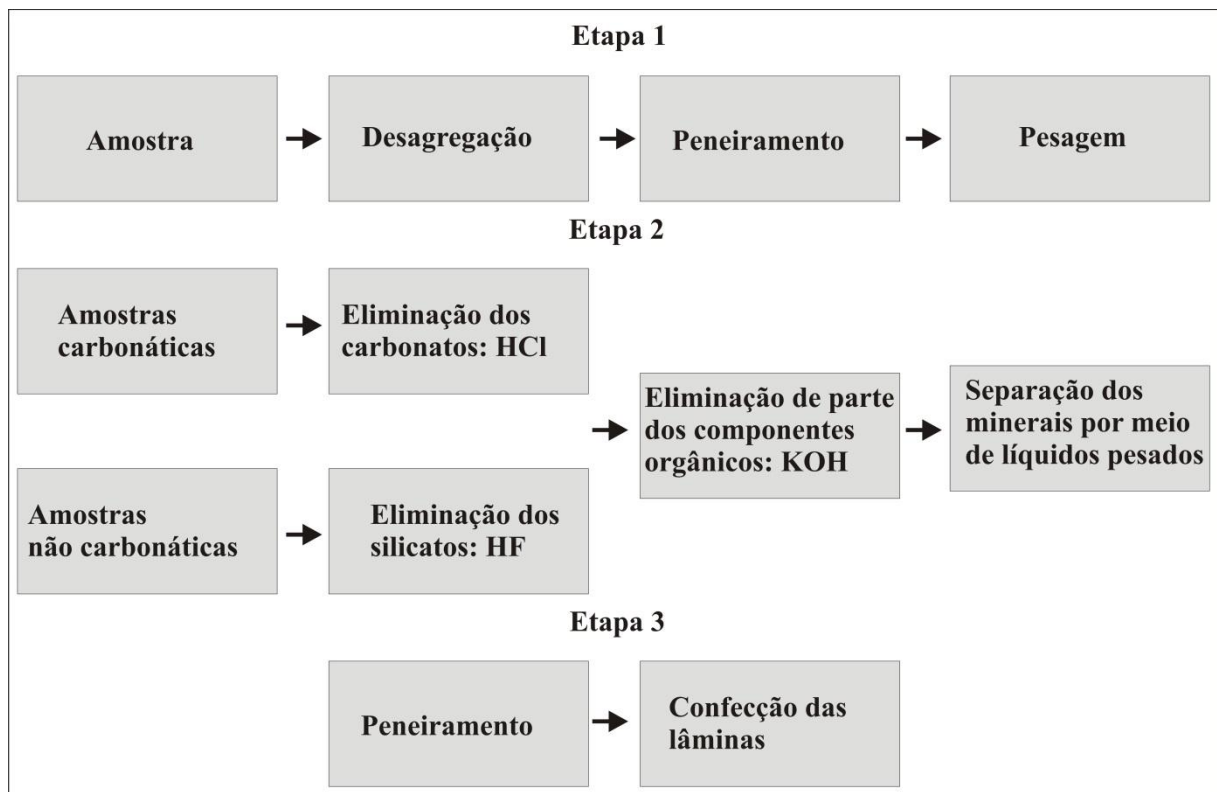 Etapa 1
Amostra
Desagregação
Peneiramento
Pesagem
Etapa 2
Amostras
carbonáticas
Eliminação dos
carbonatos: HCl
Amostras
não carbonáticas
Eliminação dos
silicatos: HF
Eliminação de parte
dos componentes
orgânicos: KOH
Separação dos
minerais por meio
de líquidos pesados
Etapa 3
Peneiramento
Confecção das
lâminas